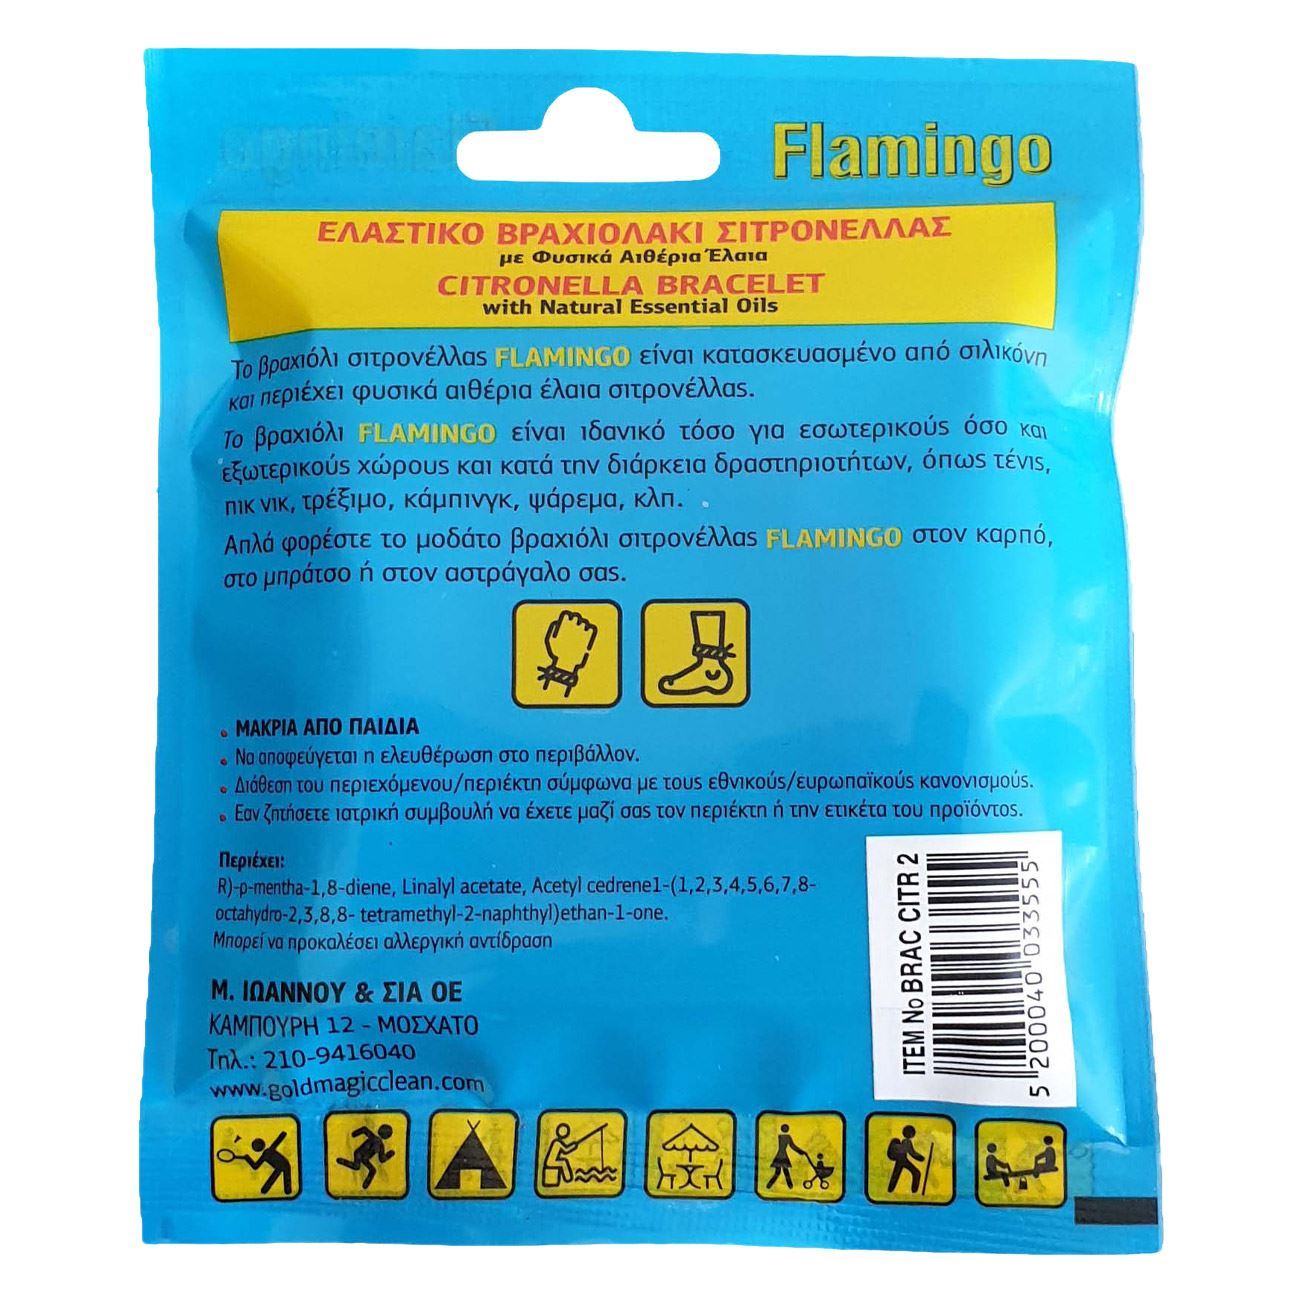 Flamingo
ΕΛΑΣΤΙΚΟ ΒΡΑΧΙΟΛΑΚΙ ΣΙΤΡΟΝΕΛΛΑΣ
με Φυσικά Αιθέρια Έλαια
CITRONELLA BRACELET
with Natural Essential Oils
Το βραχιόλι σιτρονέλλας FLAMINGO είναι κατασκευασμένο από σιλικόνη
και περιέχει φυσικά αιθέρια έλαια σιτρονέλλας.
Το βραχιόλι FLAMINGO είναι ιδανικό τόσο για εσωτερικούς όσο και
εξωτερικούς χώρους και κατά την διάρκεια δραστηριοτήτων, όπως τένις,
πικ νικ, τρέξιμο, κάμπινγκ, ψάρεμα, κλπ.
Απλά φορέστε το μοδάτο βραχιόλι σιτρονέλλας FLAMINGO στον καρπό,
στο μπράτσο ή στον αστράγαλο σας.
• ΜΑΚΡΙΑ ΑΠΟ ΠΑΙΔΙΑ
• Να αποφεύγεται η ελευθέρωση στο περιβάλλον.
• Διάθεση του περιεχόμενου/περιέκτη σύμφωνα με τους εθνικούς/ευρωπαϊκούς κανονισμούς.
• Εαν ζητήσετε ιατρική συμβουλή να έχετε μαζί σας τον περιέκτη ή την ετικέτα του προϊόντος.
Περιέχει:
R)-p-mentha-1,8-diene, Linalyl acetate, Acetyl cedrene1-(1,2,3,4,5,6,7,8-
octahydro-2,3,8,8- tetramethyl-2-naphthyl)ethan-1-one.
Μπορεί να προκαλέσει αλλεργική αντίδραση
Μ. ΙΩΑΝΝΟΥ & ΣΙΑ ΟΕ
ΚΑΜΠΟΥΡΗ 12 - ΜΟΣΧΑΤΟ
Τηλ.: 210-9416040
www.goldmagicclean.com
ITEM No BRAC CITR 2
5 200040 033555